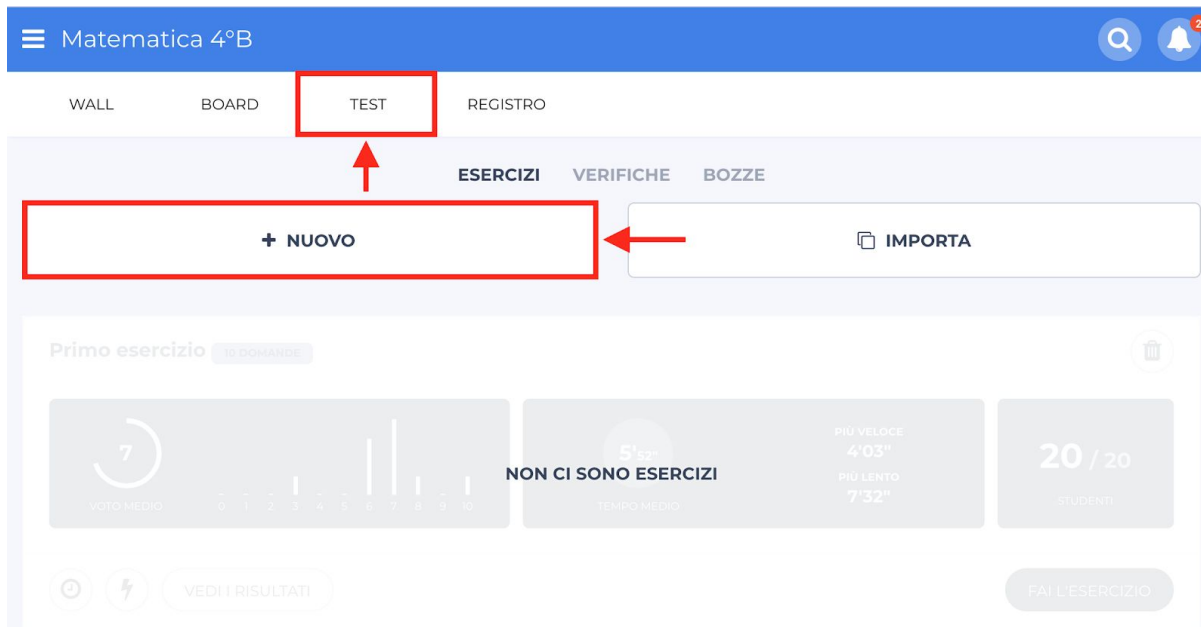 Matematica 4°B
2
WALL BOARD TEST REGISTRO
ESERCIZI VERIFICHE BOZZE
+ NUOVO
IMPORTA
Primo esercizio 10 DOMANDE
7
VOTO MEDIO
0 1 2 3 4 5 6 7 8 9 10
NON CI SONO ESERCIZI
5'52"
TEMPO MEDIO
PIÙ VELOCE
4'03"
PIÙ LENTO
7'32"
20 / 20
STUDENTI
VEDI I RISULTATI
FAI L'ESERCIZIO